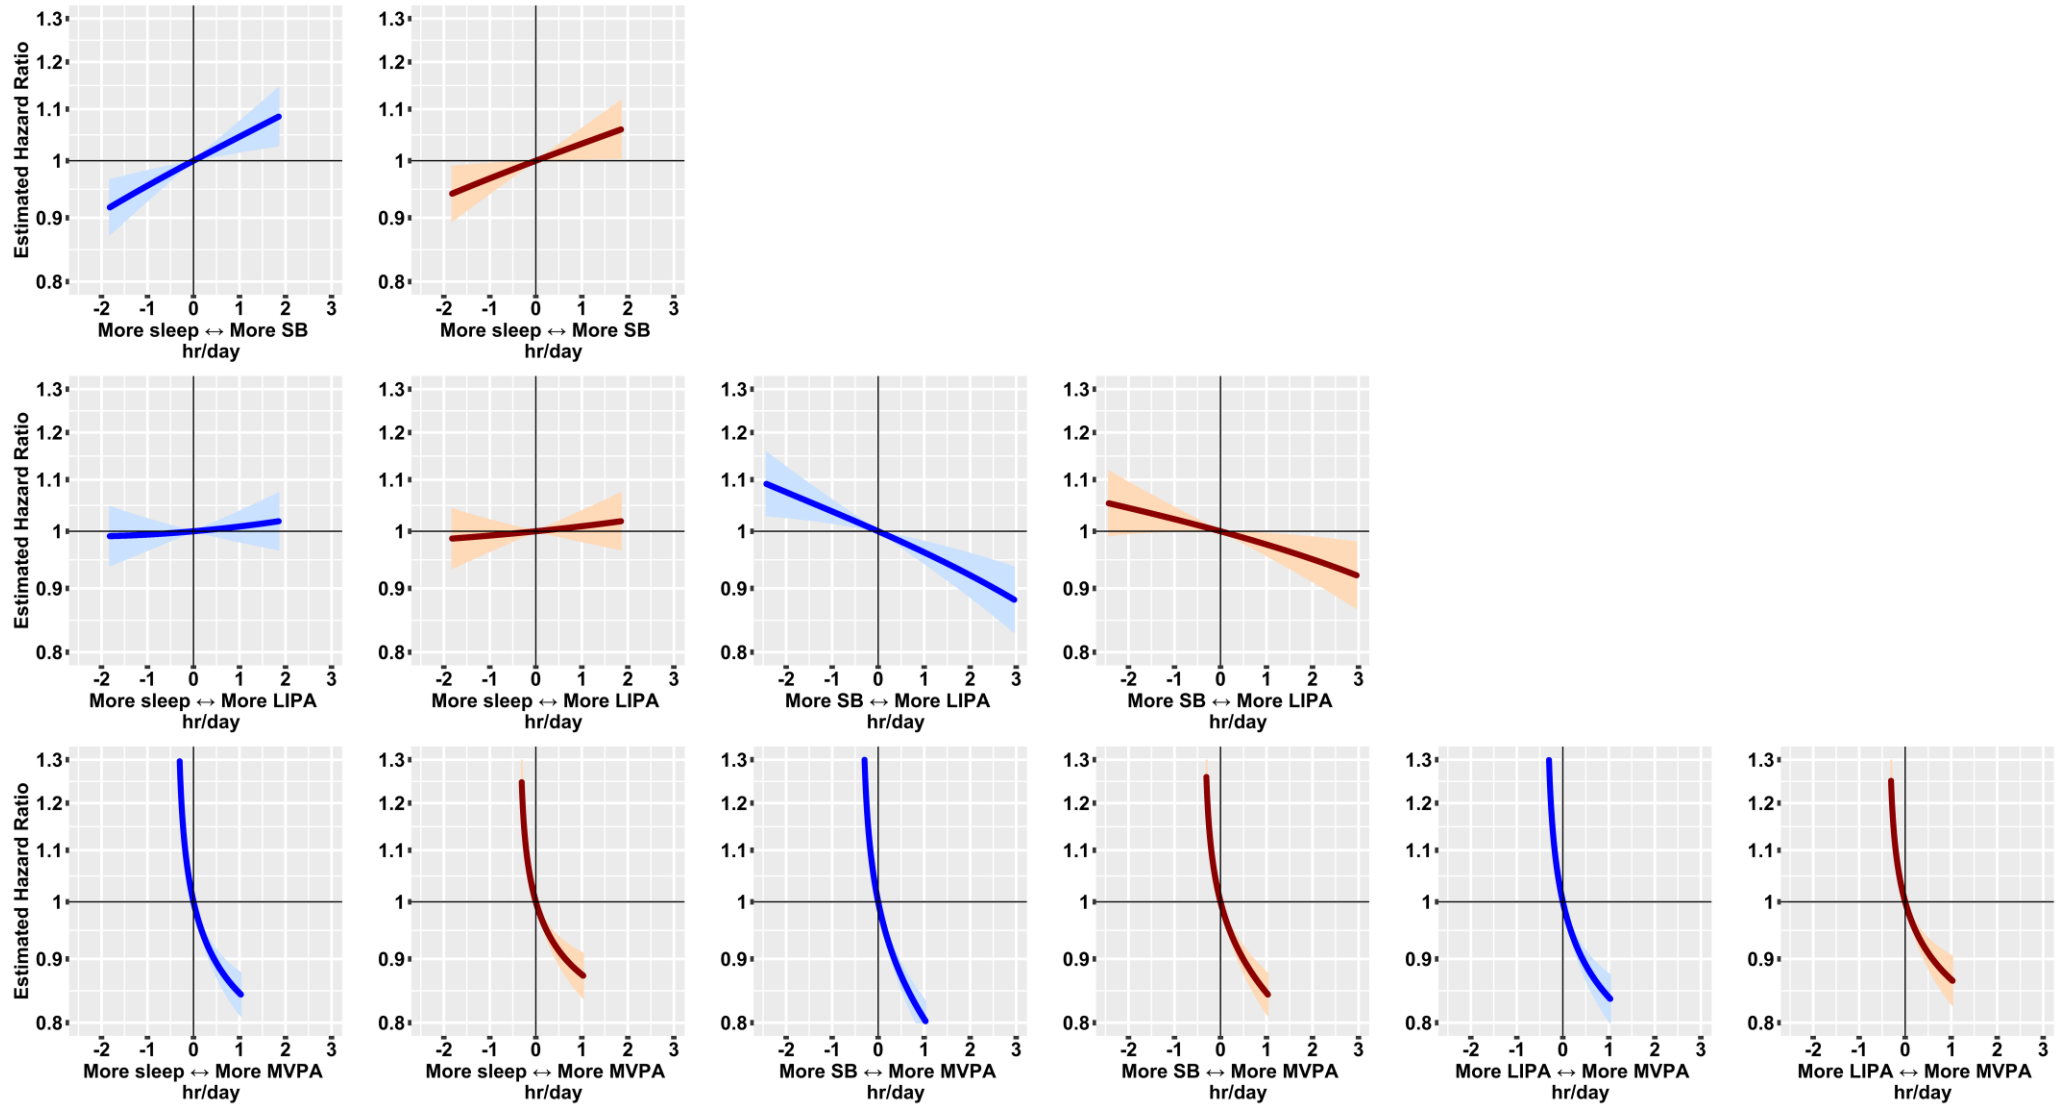 Estimated Hazard Ratio
1.3
1.2
1.1
1
0.9
0.8
-2 -1 0 1 2 3
More sleep ↔ More SB
hr/day
1.3
1.2
1.1
1
0.9
0.8
-2 -1 0 1 2 3
More sleep ↔ More SB
hr/day
Estimated Hazard Ratio
1.3
1.2
1.1
1
0.9
0.8
-2 -1 0 1 2 3
More sleep ↔ More LIPA
hr/day
1.3
1.2
1.1
1
0.9
0.8
-2 -1 0 1 2 3
More sleep ↔ More LIPA
hr/day
1.3
1.2
1.1
1
0.9
0.8
-2 -1 0 1 2 3
More SB ↔ More LIPA
hr/day
1.3
1.2
1.1
1
0.9
0.8
-2 -1 0 1 2 3
More SB ↔ More LIPA
hr/day
Estimated Hazard Ratio
1.3
1.2
1.1
1
0.9
0.8
-2 -1 0 1 2 3
More sleep ↔ More MVPA
hr/day
1.3
1.2
1.1
1
0.9
0.8
-2 -1 0 1 2 3
More sleep ↔ More MVPA
hr/day
1.3
1.2
1.1
1
0.9
0.8
-2 -1 0 1 2 3
More SB ↔ More MVPA
hr/day
1.3
1.2
1.1
1
0.9
0.8
-2 -1 0 1 2 3
More SB ↔ More MVPA
hr/day
1.3
1.2
1.1
1
0.9
0.8
-2 -1 0 1 2 3
More LIPA ↔ More MVPA
hr/day
1.3
1.2
1.1
1
0.9
0.8
-2 -1 0 1 2 3
More LIPA ↔ More MVPA
hr/day